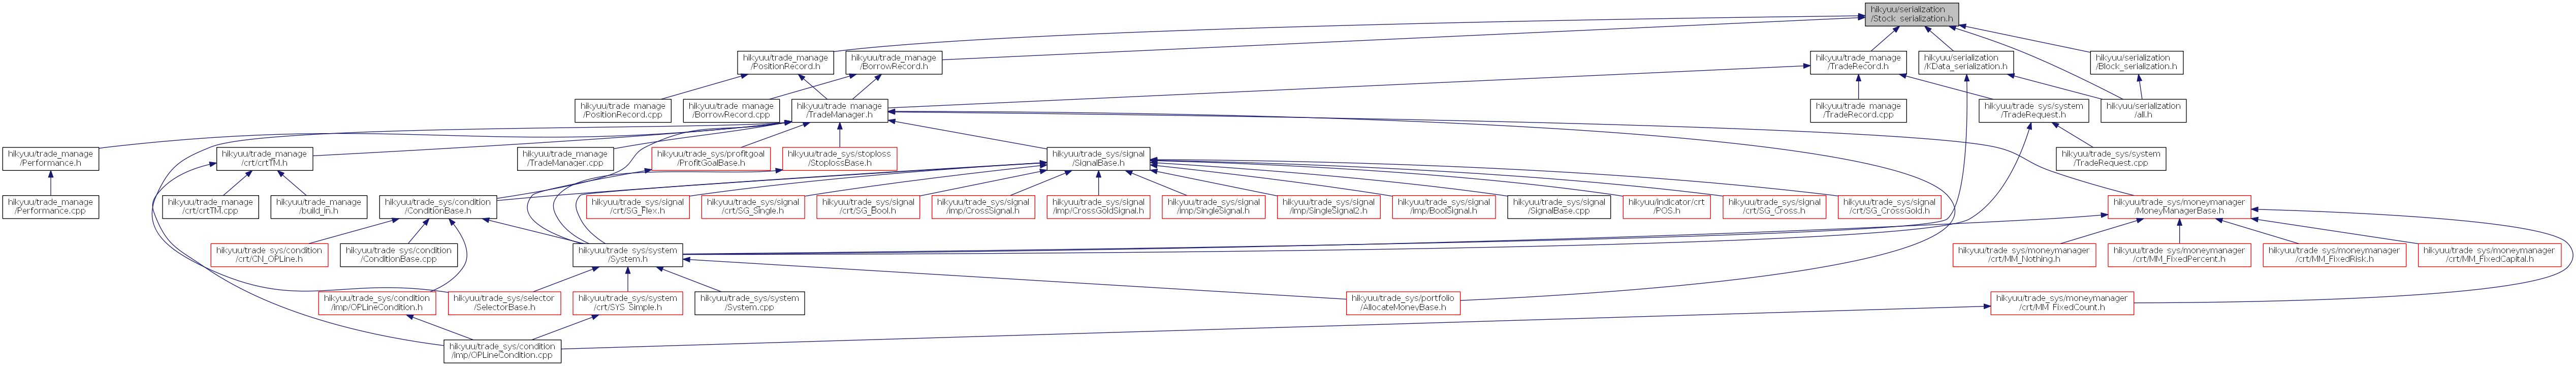 hikyuu/serialization
/Stock_serialization.h
hikyuu/trade_manage
/PositionRecord.h
hikyuu/trade_manage
/BorrowRecord.h
hikyuu/trade_manage
/TradeRecord.h
hikyuu/serialization
/KData_serialization.h
hikyuu/serialization
/Block_serialization.h
hikyuu/trade_manage
/PositionRecord.cpp
hikyuu/trade_manage
/BorrowRecord.cpp
hikyuu/trade_manage
/TradeManager.h
hikyuu/trade_manage
/TradeRecord.cpp
hikyuu/trade_sys/system
/TradeRequest.h
hikyuu/serialization
/all.h
hikyuu/trade_manage
/Performance.h
hikyuu/trade_manage
/crt/crtTM.h
hikyuu/trade_manage
/TradeManager.cpp
hikyuu/trade_sys/profitgoal
/ProfitGoalBase.h
hikyuu/trade_sys/stoploss
/StoplossBase.h
hikyuu/trade_sys/signal
/SignalBase.h
hikyuu/trade_sys/system
/TradeRequest.cpp
hikyuu/trade_manage
/Performance.cpp
hikyuu/trade_manage
/crt/crtTM.cpp
hikyuu/trade_manage
/build_in.h
hikyuu/trade_sys/condition
/ConditionBase.h
hikyuu/trade_sys/signal
/crt/SG_Flex.h
hikyuu/trade_sys/signal
/crt/SG_Single.h
hikyuu/trade_sys/signal
/crt/SG_Bool.h
hikyuu/trade_sys/signal
/imp/CrossSignal.h
hikyuu/trade_sys/signal
/imp/CrossGoldSignal.h
hikyuu/trade_sys/signal
/imp/SingleSignal.h
hikyuu/trade_sys/signal
/imp/SingleSignal2.h
hikyuu/trade_sys/signal
/imp/BoolSignal.h
hikyuu/trade_sys/signal
/SignalBase.cpp
hikyuu/indicator/crt
/POS.h
hikyuu/trade_sys/signal
/crt/SG_Cross.h
hikyuu/trade_sys/signal
/crt/SG_CrossGold.h
hikyuu/trade_sys/moneymanager
/MoneyManagerBase.h
hikyuu/trade_sys/condition
/crt/CN_OPLine.h
hikyuu/trade_sys/condition
/ConditionBase.cpp
hikyuu/trade_sys/system
/System.h
hikyuu/trade_sys/moneymanager
/crt/MM_Nothing.h
hikyuu/trade_sys/moneymanager
/crt/MM_FixedPercent.h
hikyuu/trade_sys/moneymanager
/crt/MM_FixedRisk.h
hikyuu/trade_sys/moneymanager
/crt/MM_FixedCapital.h
hikyuu/trade_sys/condition
/imp/OPLineCondition.h
hikyuu/trade_sys/selector
/SelectorBase.h
hikyuu/trade_sys/system
/crt/SYS_Simple.h
hikyuu/trade_sys/system
/System.cpp
hikyuu/trade_sys/portfolio
/AllocateMoneyBase.h
hikyuu/trade_sys/moneymanager
/crt/MM_FixedCount.h
hikyuu/trade_sys/condition
/imp/OPLineCondition.cpp